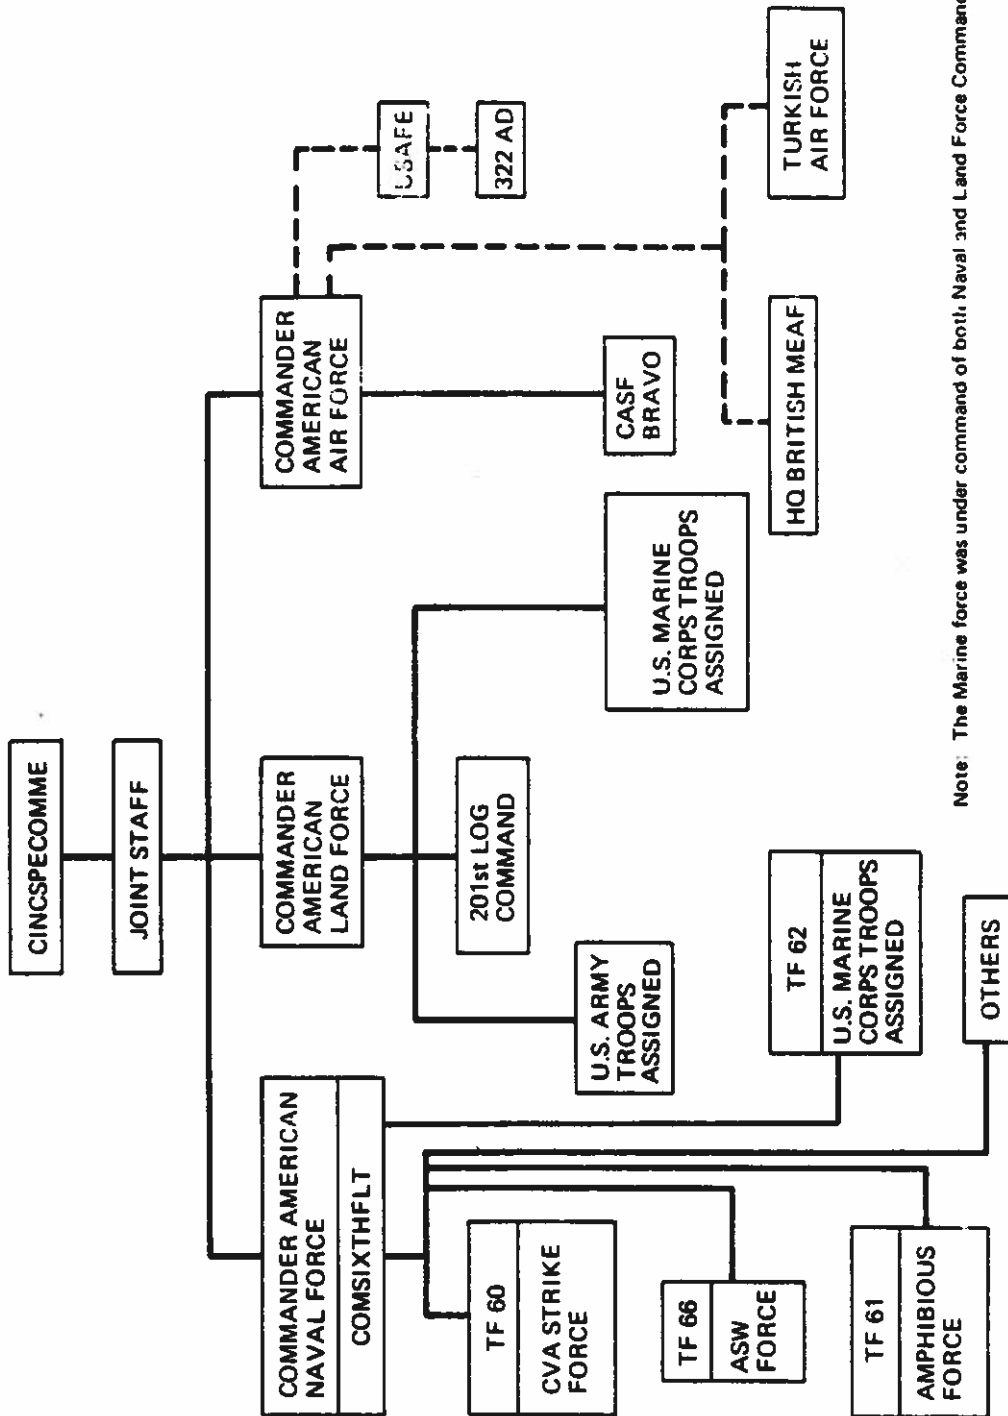 CINCSPECOMME
JOINT STAFF
COMMANDER AMERICAN
NAVAL FORCE
COMSIXTHFLT
COMMANDER
AMERICAN
LAND FORCE
COMMANDER
AMERICAN
AIR FORCE
USAFE
322 AD
TF 60
CVA STRIKE
FORCE
TF 66
ASW
FORCE
TF 61
AMPHIBIOUS
FORCE
TF 62
U.S. MARINE
CORPS TROOPS
ASSIGNED
OTHERS
U.S. ARMY
TROOPS
ASSIGNED
201st LOG
COMMAND
U.S. MARINE
CORPS TROOPS
ASSIGNED
CASF
BRAVO
HQ BRITISH MEAF
TURKISH
AIR FORCE
Note: The Marine force was under command of both Naval and Land Force Comman